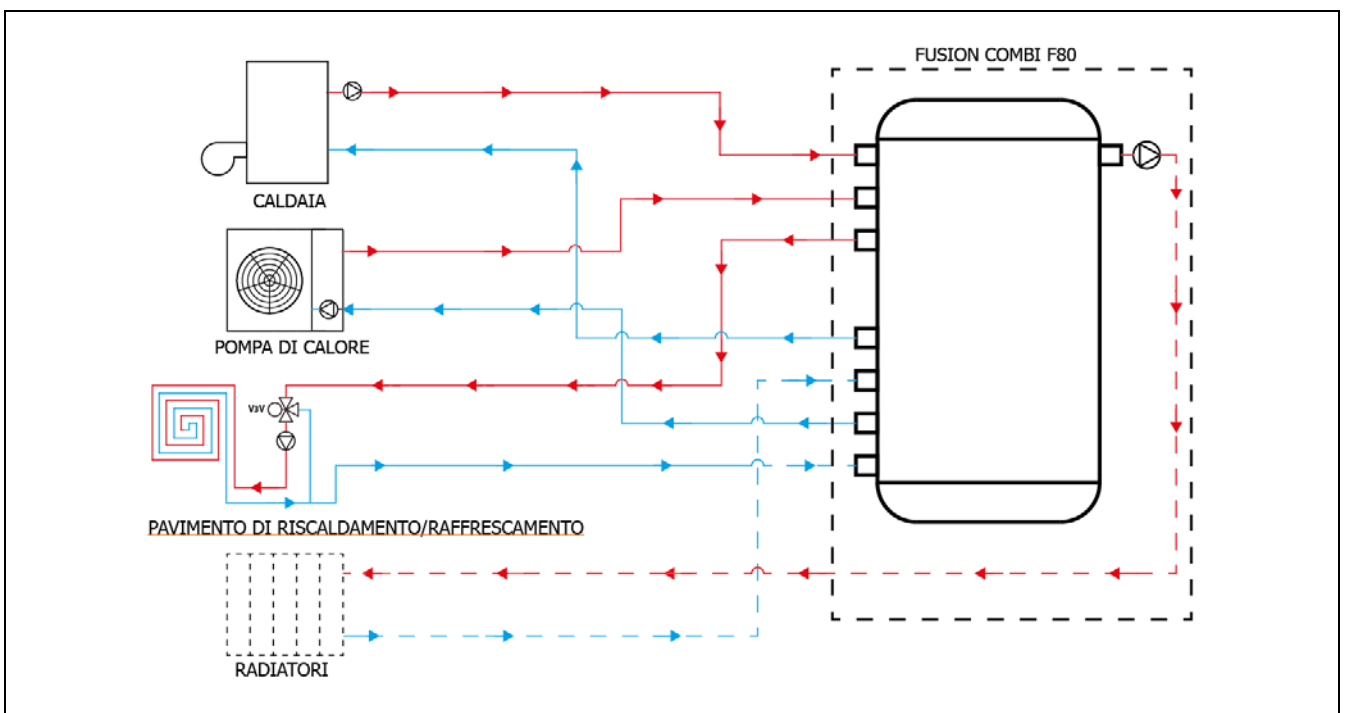 FUSION COMBI F80
CALDAIA
POMPA DI CALORE
V3V
PAVIMENTO DI RISCALDAMENTO/RAFFRESCAMENTO
RADIATORI